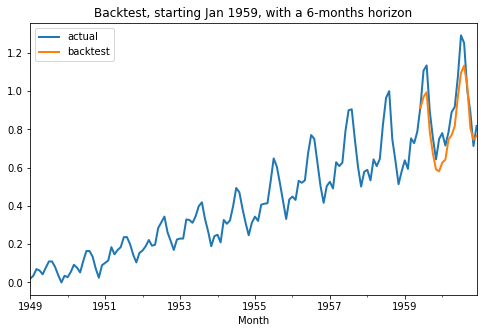 Backtest, starting Jan 1959, with a 6-months horizon
actual
backtest
1.2
1.0
0.8
0.6
0.4
0.2
0.0
1949 1951 1953 1955 1957 1959
Month